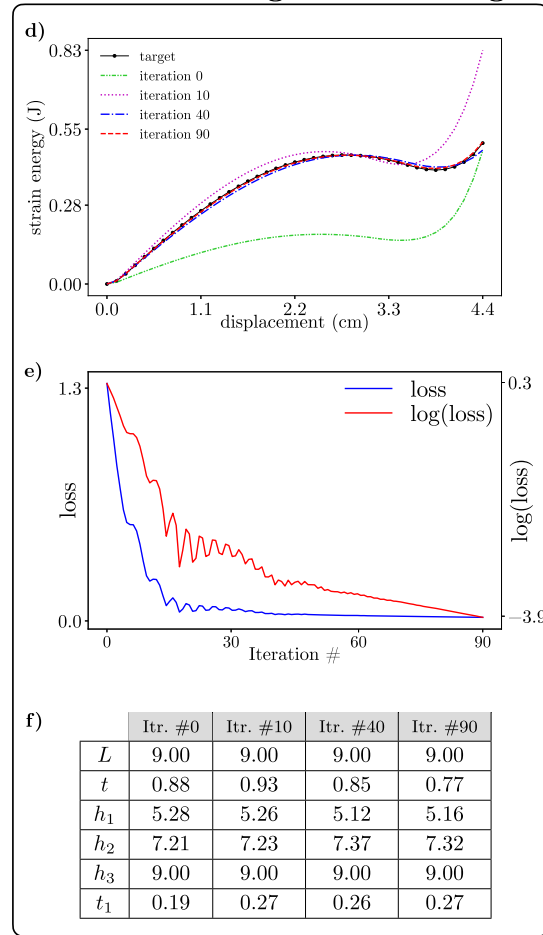 d)
0.83
0.55
0.28
0.00
strain energy (J)
target
iteration 0
iteration 10
iteration 40
iteration 90
0.0 1.1 2.2 3.3 4.4
displacement (cm)
e)
1.3
0.0
loss
loss
log(loss)
0.3
−3.9
log(loss)
0 30 60 90
Iteration #
f)
Itr. #0 Itr. #10 Itr. #40 Itr. #90
L 9.00 9.00 9.00 9.00
t 0.88 0.93 0.85 0.77
h₁ 5.28 5.26 5.12 5.16
h₂ 7.21 7.23 7.37 7.32
h₃ 9.00 9.00 9.00 9.00
t₁ 0.19 0.27 0.26 0.27